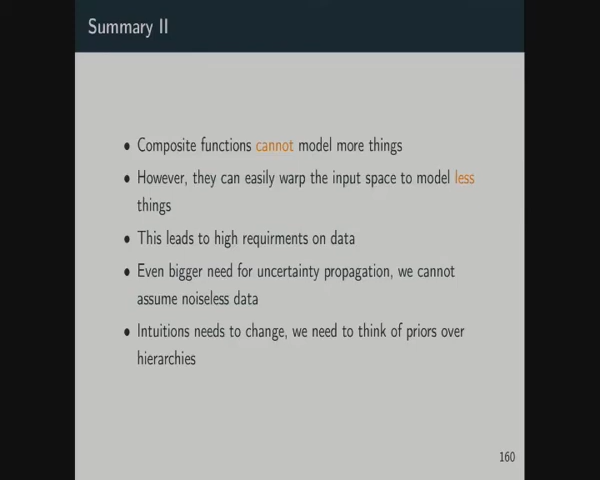 Summary II
• Composite functions cannot model more things
• However, they can easily warp the input space to model less
things
• This leads to high requirments on data
• Even bigger need for uncertainty propagation, we cannot
assume noiseless data
• Intuitions needs to change, we need to think of priors over
hierarchies
160